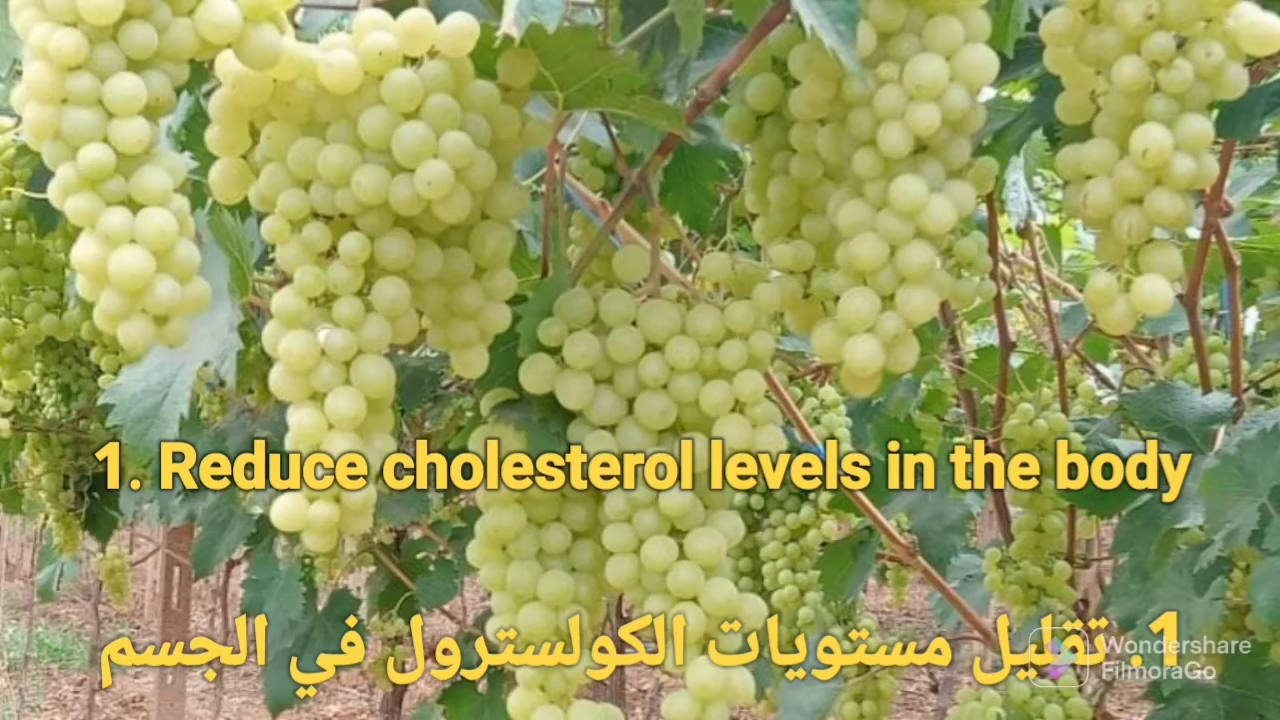 1. Reduce cholesterol levels in the body
1. تقليل مستويات الكولسترول في الجسم
Wondershare
FilmoraGo